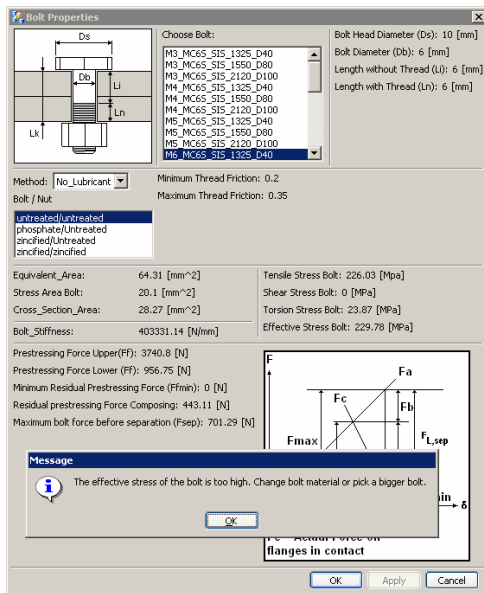 Bolt Properties
Ds
Db
Li
Ln
Lk
Choose Bolt:
M3_MC6S_SIS_1325_D40
M3_MC6S_SIS_1550_D80
M3_MC6S_SIS_2120_D100
M4_MC6S_SIS_1325_D40
M4_MC6S_SIS_1550_D80
M4_MC6S_SIS_2120_D100
M5_MC6S_SIS_1325_D40
M5_MC6S_SIS_1550_D80
M5_MC6S_SIS_2120_D100
M6_MC6S_SIS_1325_D40
Bolt Head Diameter (Ds): 10 [mm]
Bolt Diameter (Db): 6 [mm]
Length without Thread (Li): 6 [mm]
Length with Thread (Ln): 6 [mm]
Method: No_Lubricant
Minimum Thread Friction: 0.2
Maximum Thread Friction: 0.35
Bolt / Nut
untreated/untreated
phosphate/Untreated
zincified/Untreated
zincified/zincified
Equivalent_Area: 64.31 [mm^2]
Stress Area Bolt: 20.1 [mm^2]
Cross_Section_Area: 28.27 [mm^2]
Bolt_Stiffness: 403331.14 [N/mm]
Tensile Stress Bolt: 226.03 [Mpa]
Shear Stress Bolt: 0 [MPa]
Torsion Stress Bolt: 23.87 [MPa]
Effective Stress Bolt: 229.78 [MPa]
Prestressing Force Upper(Ff): 3740.8 [N]
Prestressing Force Lower (Ff): 956.75 [N]
Minimum Residual Prestressing Force (Ffmin): 0 [N]
Residual prestressing Force Composing: 443.11 [N]
Maximum bolt force before separation (Fsep): 701.29 [N]
F
Fa
Fc
Fb
Fmax
FL,sep
in
δ
Message
The effective stress of the bolt is too high. Change bolt material or pick a bigger bolt.
OK
flanges in contact
OK Apply Cancel